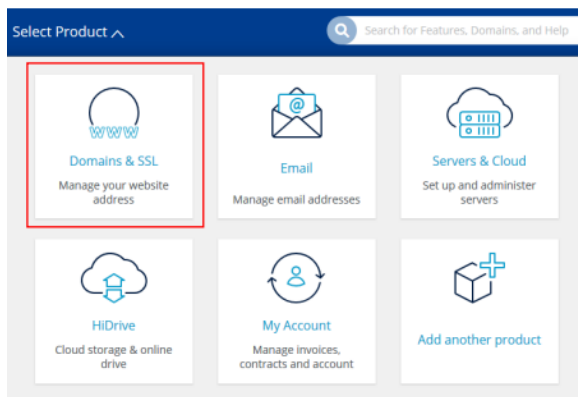 Select Product
Search for Features, Domains, and Help
www
Domains & SSL
Manage your website
address
@
Email
Manage email addresses
Servers & Cloud
Set up and administer
servers
HiDrive
Cloud storage & online
drive
My Account
Manage invoices,
contracts and account
Add another product